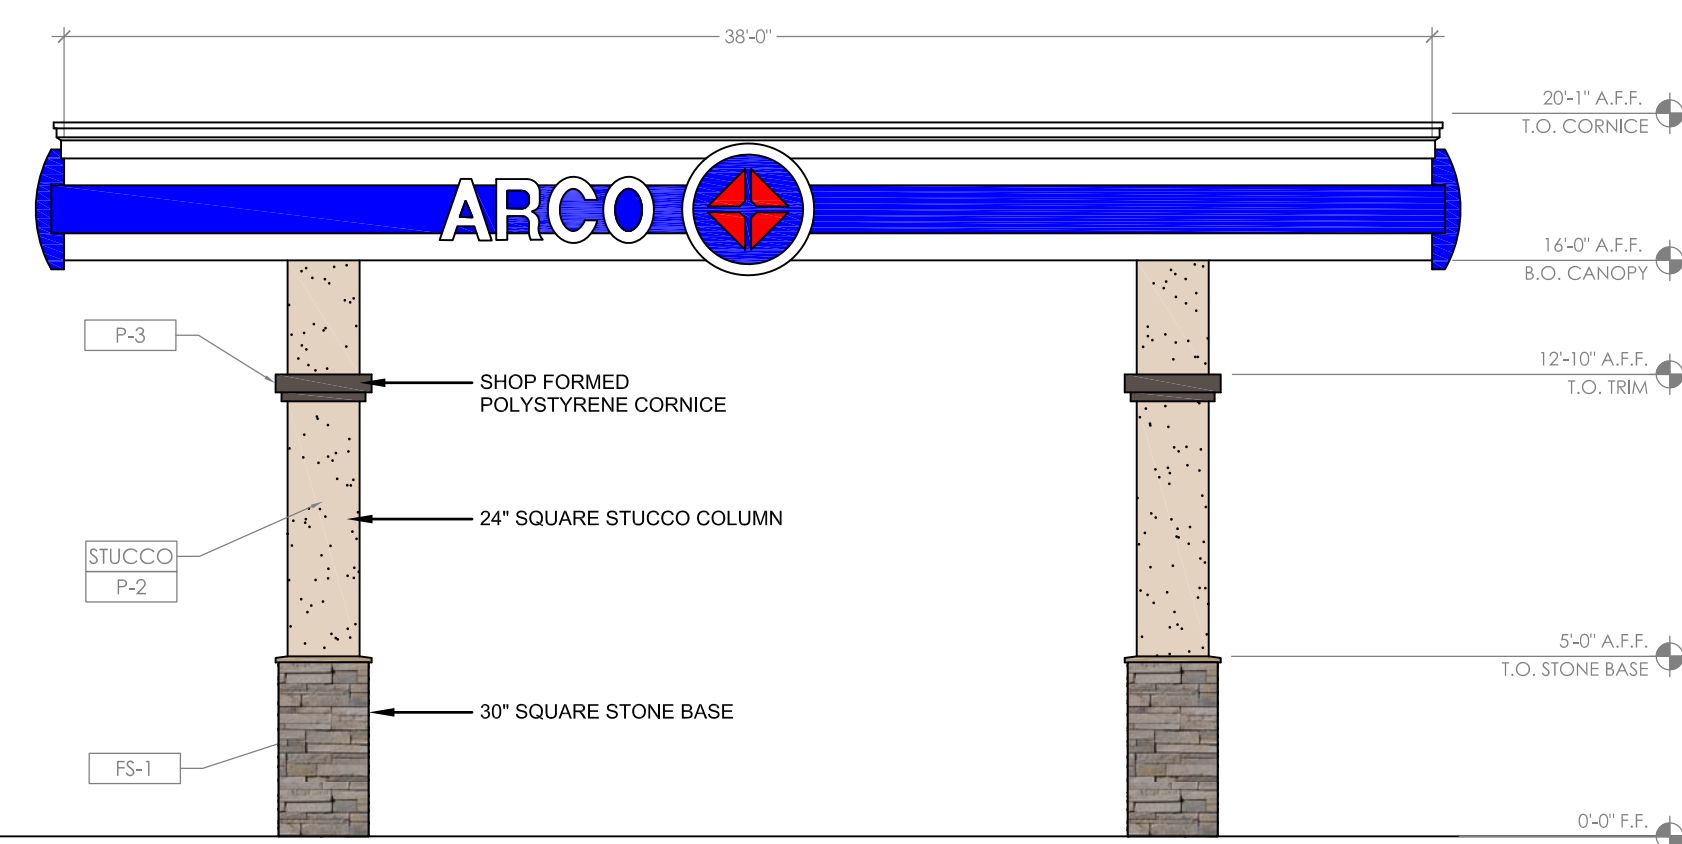 38'-0"
20'-1" A.F.F.
T.O. CORNICE
ARCO
16'-0" A.F.F.
B.O. CANOPY
P-3
12'-10" A.F.F.
T.O. TRIM
SHOP FORMED
POLYSTYRENE CORNICE
24" SQUARE STUCCO COLUMN
STUCCO
P-2
5'-0" A.F.F.
T.O. STONE BASE
30" SQUARE STONE BASE
FS-1
0'-0" F.F.